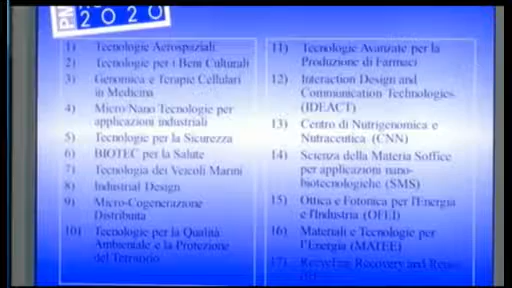 2020
1) Tecnologie Aerospaziali
2) Tecnologie per i Beni Culturali
3) Genomica e Terapie Cellulari
in Medicina
4) Micro Nano Tecnologie per
applicazioni industriali
5) Tecnologie per la Sicurezza
6) BIOTEC per la Salute
7) Tecnologia dei Veicoli Marini
8) Industrial Design
9) Micro-Cogenerazione
Distribuita
10) Tecnologie per la Qualità
Ambientale e la Protezione
del Territorio
11) Tecnologie Avanzate per la
Produzione di Farmaci
12) Interaction Design and
Communication Technologies
(IDEACT)
13) Centro di Nutrigenomica e
Nutraceutica (CNN)
14) Scienza della Materia Soffice
per applicazioni nano-
biotecnologiche (SMS)
15) Ottica e Fotonica per l'Energia
e l'Industria (OFEI)
16) Materiali e Tecnologie per
l'Energia (MATEE)
17) Recycling Recovery and